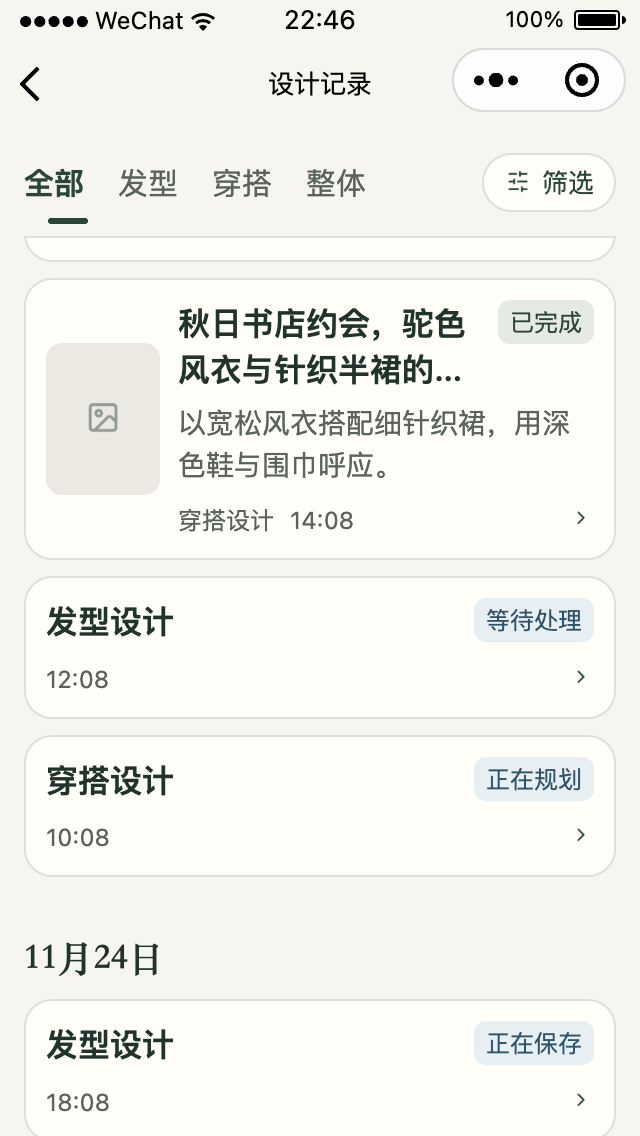 WeChat 22:46 100%
设计记录
全部 发型 穿搭 整体 筛选
秋日书店约会，驼色 已完成
风衣与针织半裙的...
以宽松风衣搭配细针织裙，用深
色鞋与围巾呼应。
穿搭设计 14:08
发型设计 等待处理
12:08
穿搭设计 正在规划
10:08
11月24日
发型设计 正在保存
18:08